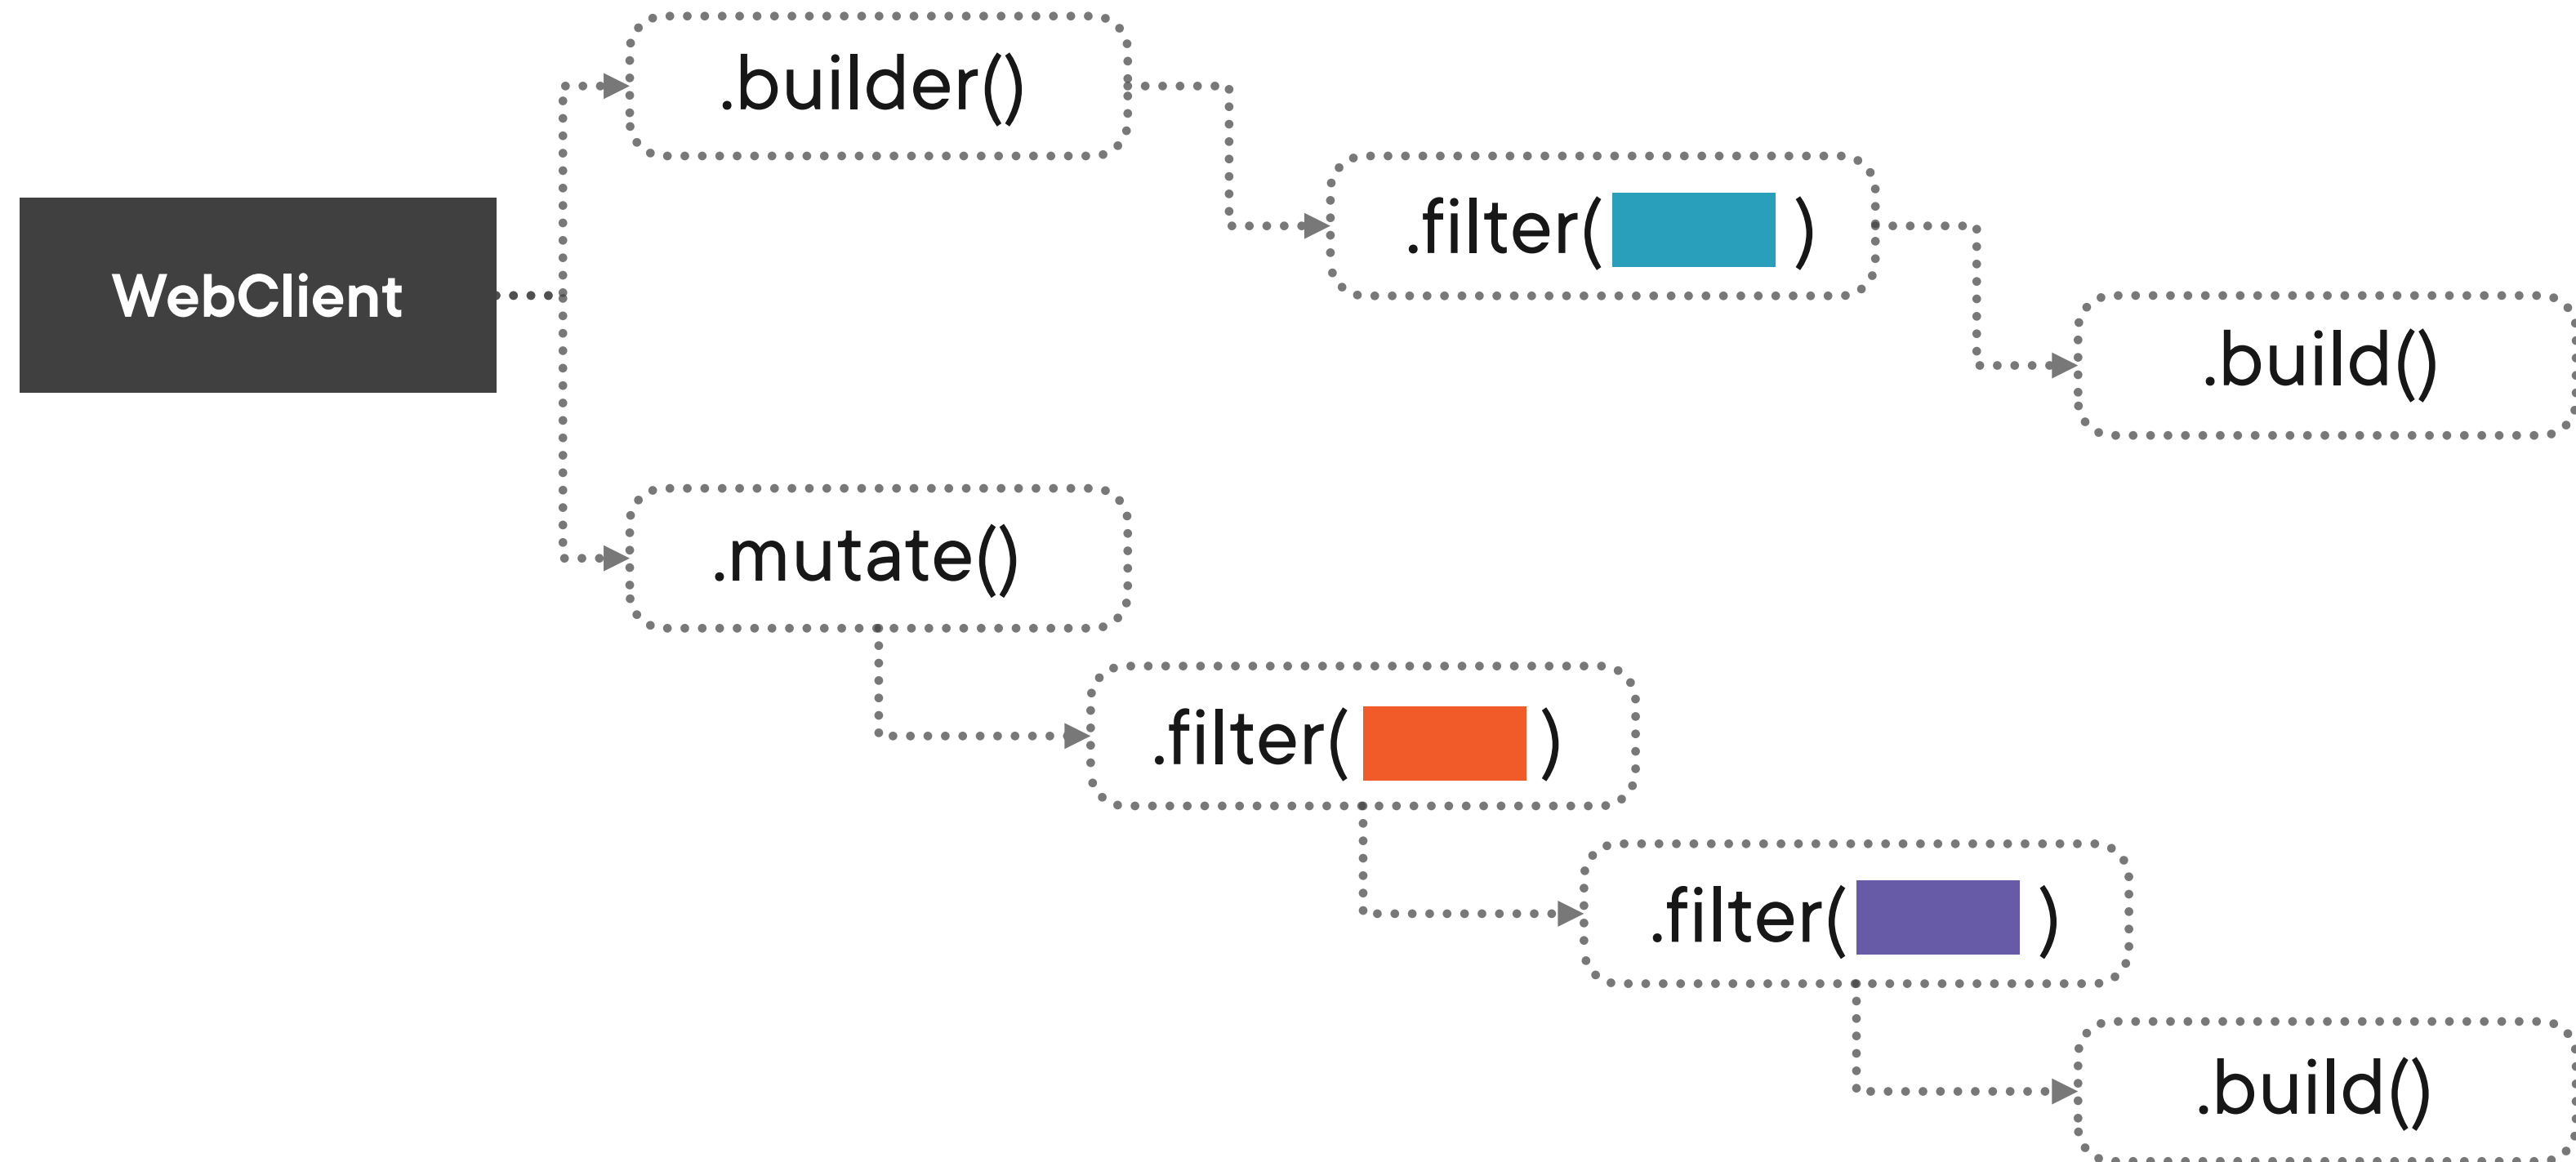 .builder()
.filter( )
WebClient
.build()
.mutate()
.filter( )
.filter( )
.build()